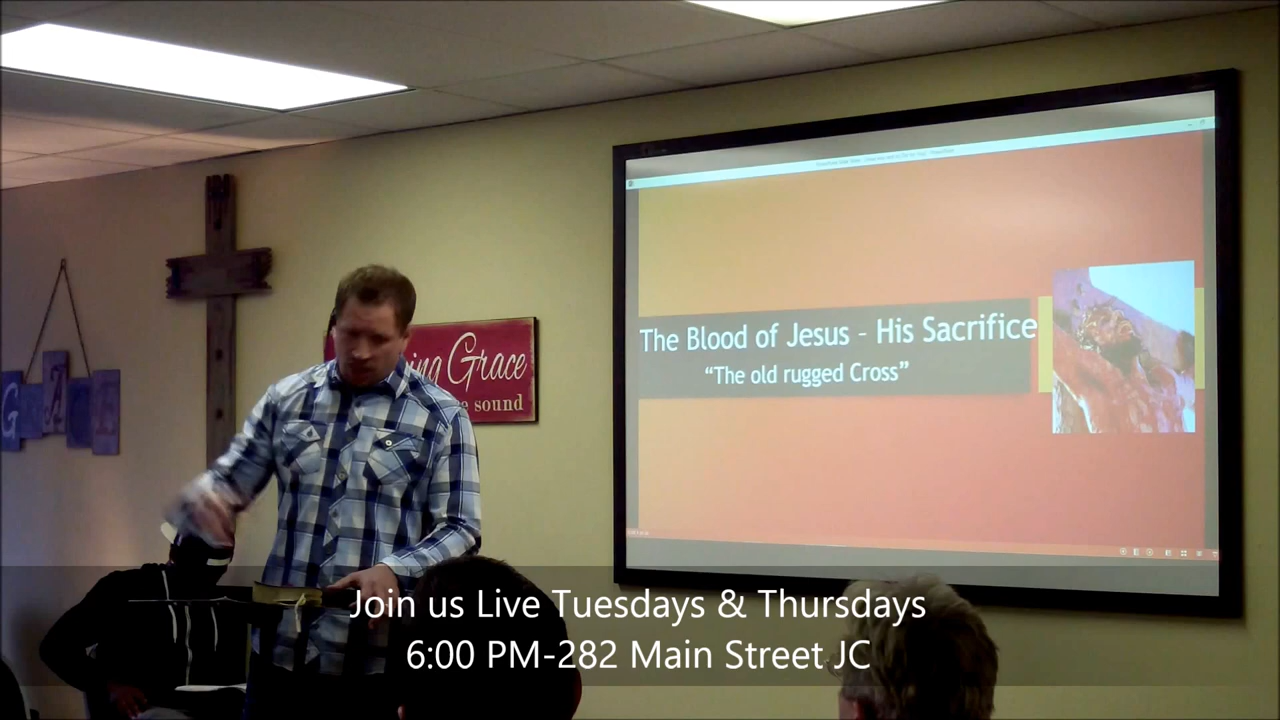 ing Grace
sound
The Blood of Jesus - His Sacrifice
“The old rugged Cross”
Join us Live Tuesdays & Thursdays
6:00 PM-282 Main Street JC